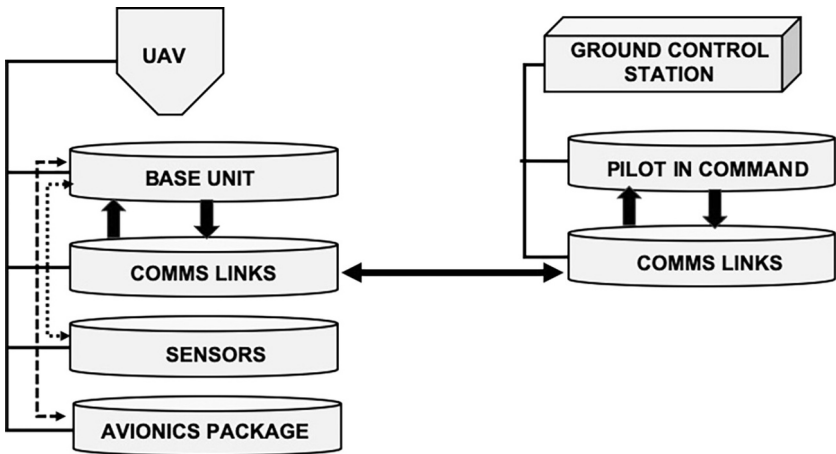 UAV
BASE UNIT
COMMS LINKS
SENSORS
AVIONICS PACKAGE
GROUND CONTROL
STATION
PILOT IN COMMAND
COMMS LINKS